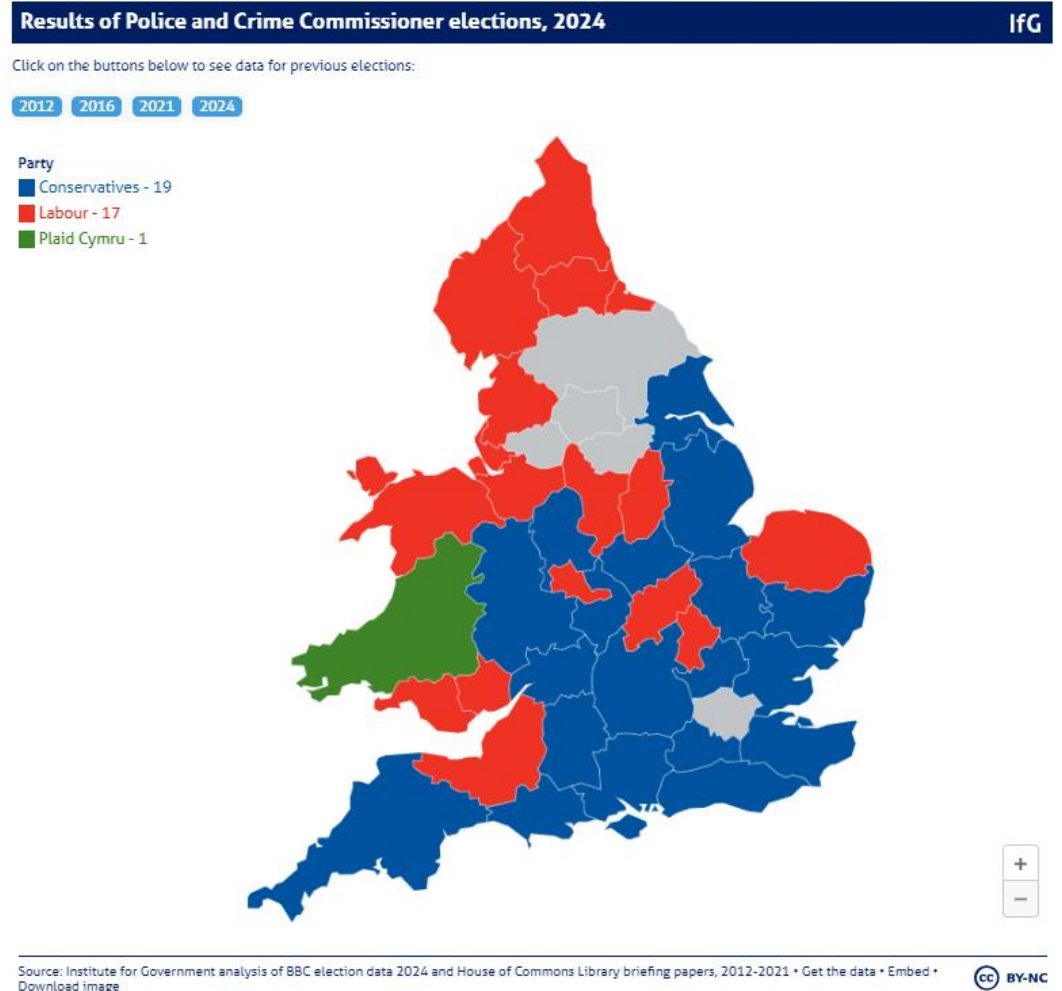 Results of Police and Crime Commissioner elections, 2024
IfG
Click on the buttons below to see data for previous elections:
2012 2016 2021 2024
Party
Conservatives - 19
Labour - 17
Plaid Cymru - 1
+
−
Source: Institute for Government analysis of BBC election data 2024 and House of Commons Library briefing papers, 2012-2021 • Get the data • Embed •
Download image
cc BY-NC